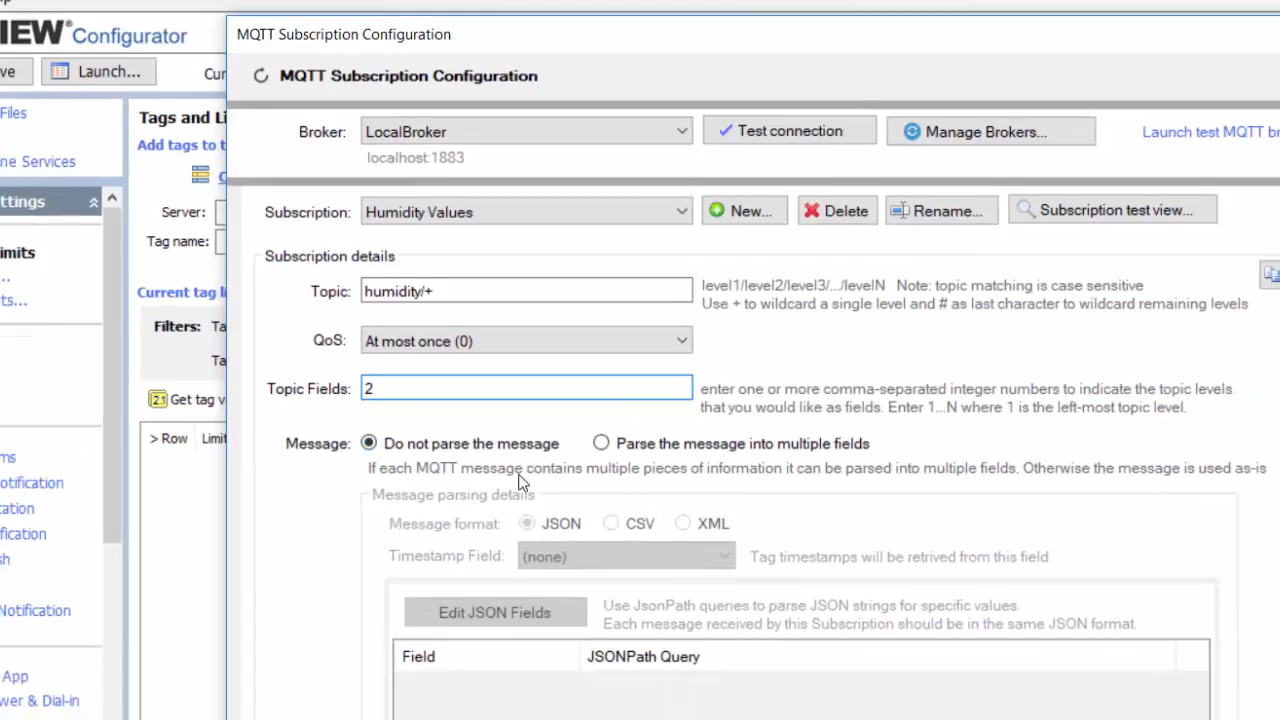 IEW® Configurator
MQTT Subscription Configuration
ve
Launch...
Cur
MQTT Subscription Configuration
Files
Tags and Li
Broker:
LocalBroker
Test connection
Manage Brokers...
Launch test MQTT br
Add tags to t
localhost:1883
ne Services
ttings
Server:
Subscription:
Humidity Values
New...
Delete
Rename...
Subscription test view...
Tag name:
imits
Subscription details
...
Current tag li
Topic:
humidity/+
level1/level2/level3/.../levelN Note: topic matching is case sensitive
ts...
Use + to wildcard a single level and # as last character to wildcard remaining levels
Filters: Ta
QoS:
At most once (0)
Ta
Topic Fields:
2
enter one or more comma-separated integer numbers to indicate the topic levels
that you would like as fields. Enter 1...N where 1 is the left-most topic level.
2.1
Get tag v
> Row
Limit
Message:
Do not parse the message
Parse the message into multiple fields
ms
If each MQTT message contains multiple pieces of information it can be parsed into multiple fields. Otherwise the message is used as-is
otification
Message parsing details
cation
Message format:
JSON
CSV
XML
fication
Timestamp Field:
(none)
Tag timestamps will be retrived from this field
sh
Notification
Edit JSON Fields
Use JsonPath queries to parse JSON strings for specific values.
Each message received by this Subscription should be in the same JSON format.
Field
JSONPath Query
App
wer & Dial-in